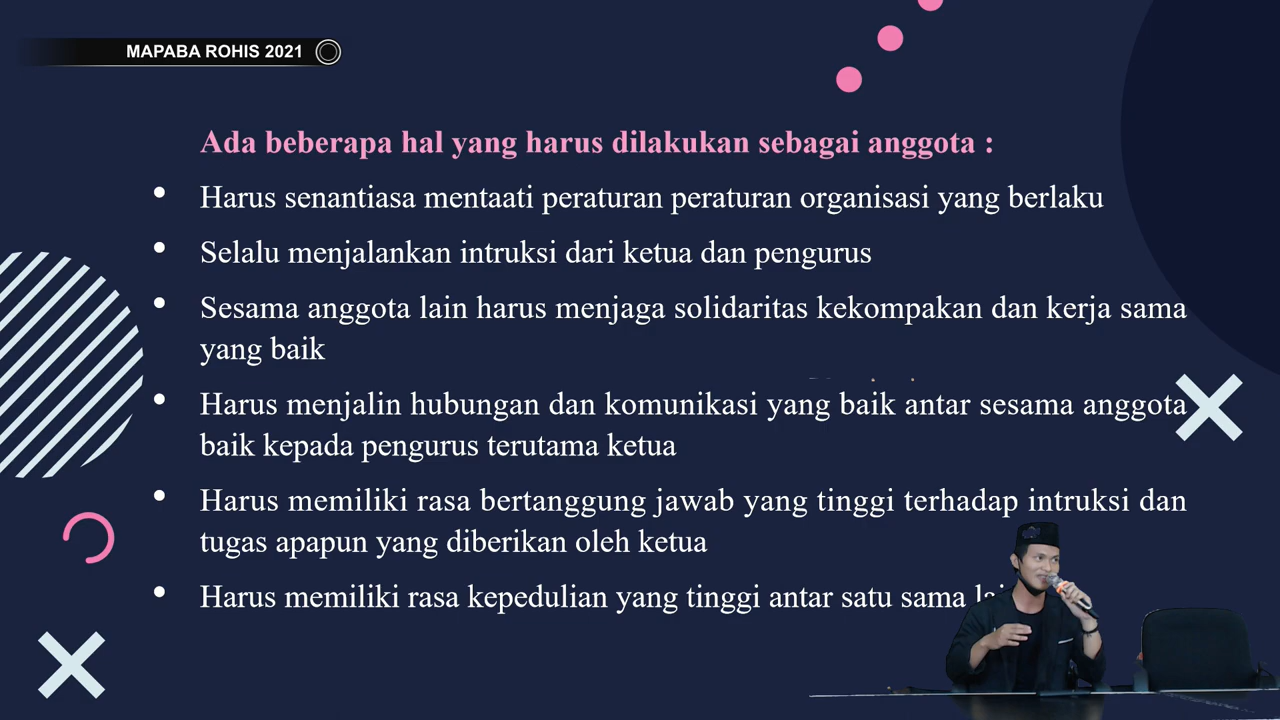 MAPABA ROHIS 2021
Ada beberapa hal yang harus dilakukan sebagai anggota :
• Harus senantiasa mentaati peraturan peraturan organisasi yang berlaku
• Selalu menjalankan intruksi dari ketua dan pengurus
• Sesama anggota lain harus menjaga solidaritas kekompakan dan kerja sama
yang baik
• Harus menjalin hubungan dan komunikasi yang baik antar sesama anggota
baik kepada pengurus terutama ketua
• Harus memiliki rasa bertanggung jawab yang tinggi terhadap intruksi dan
tugas apapun yang diberikan oleh ketua
• Harus memiliki rasa kepedulian yang tinggi antar satu sama